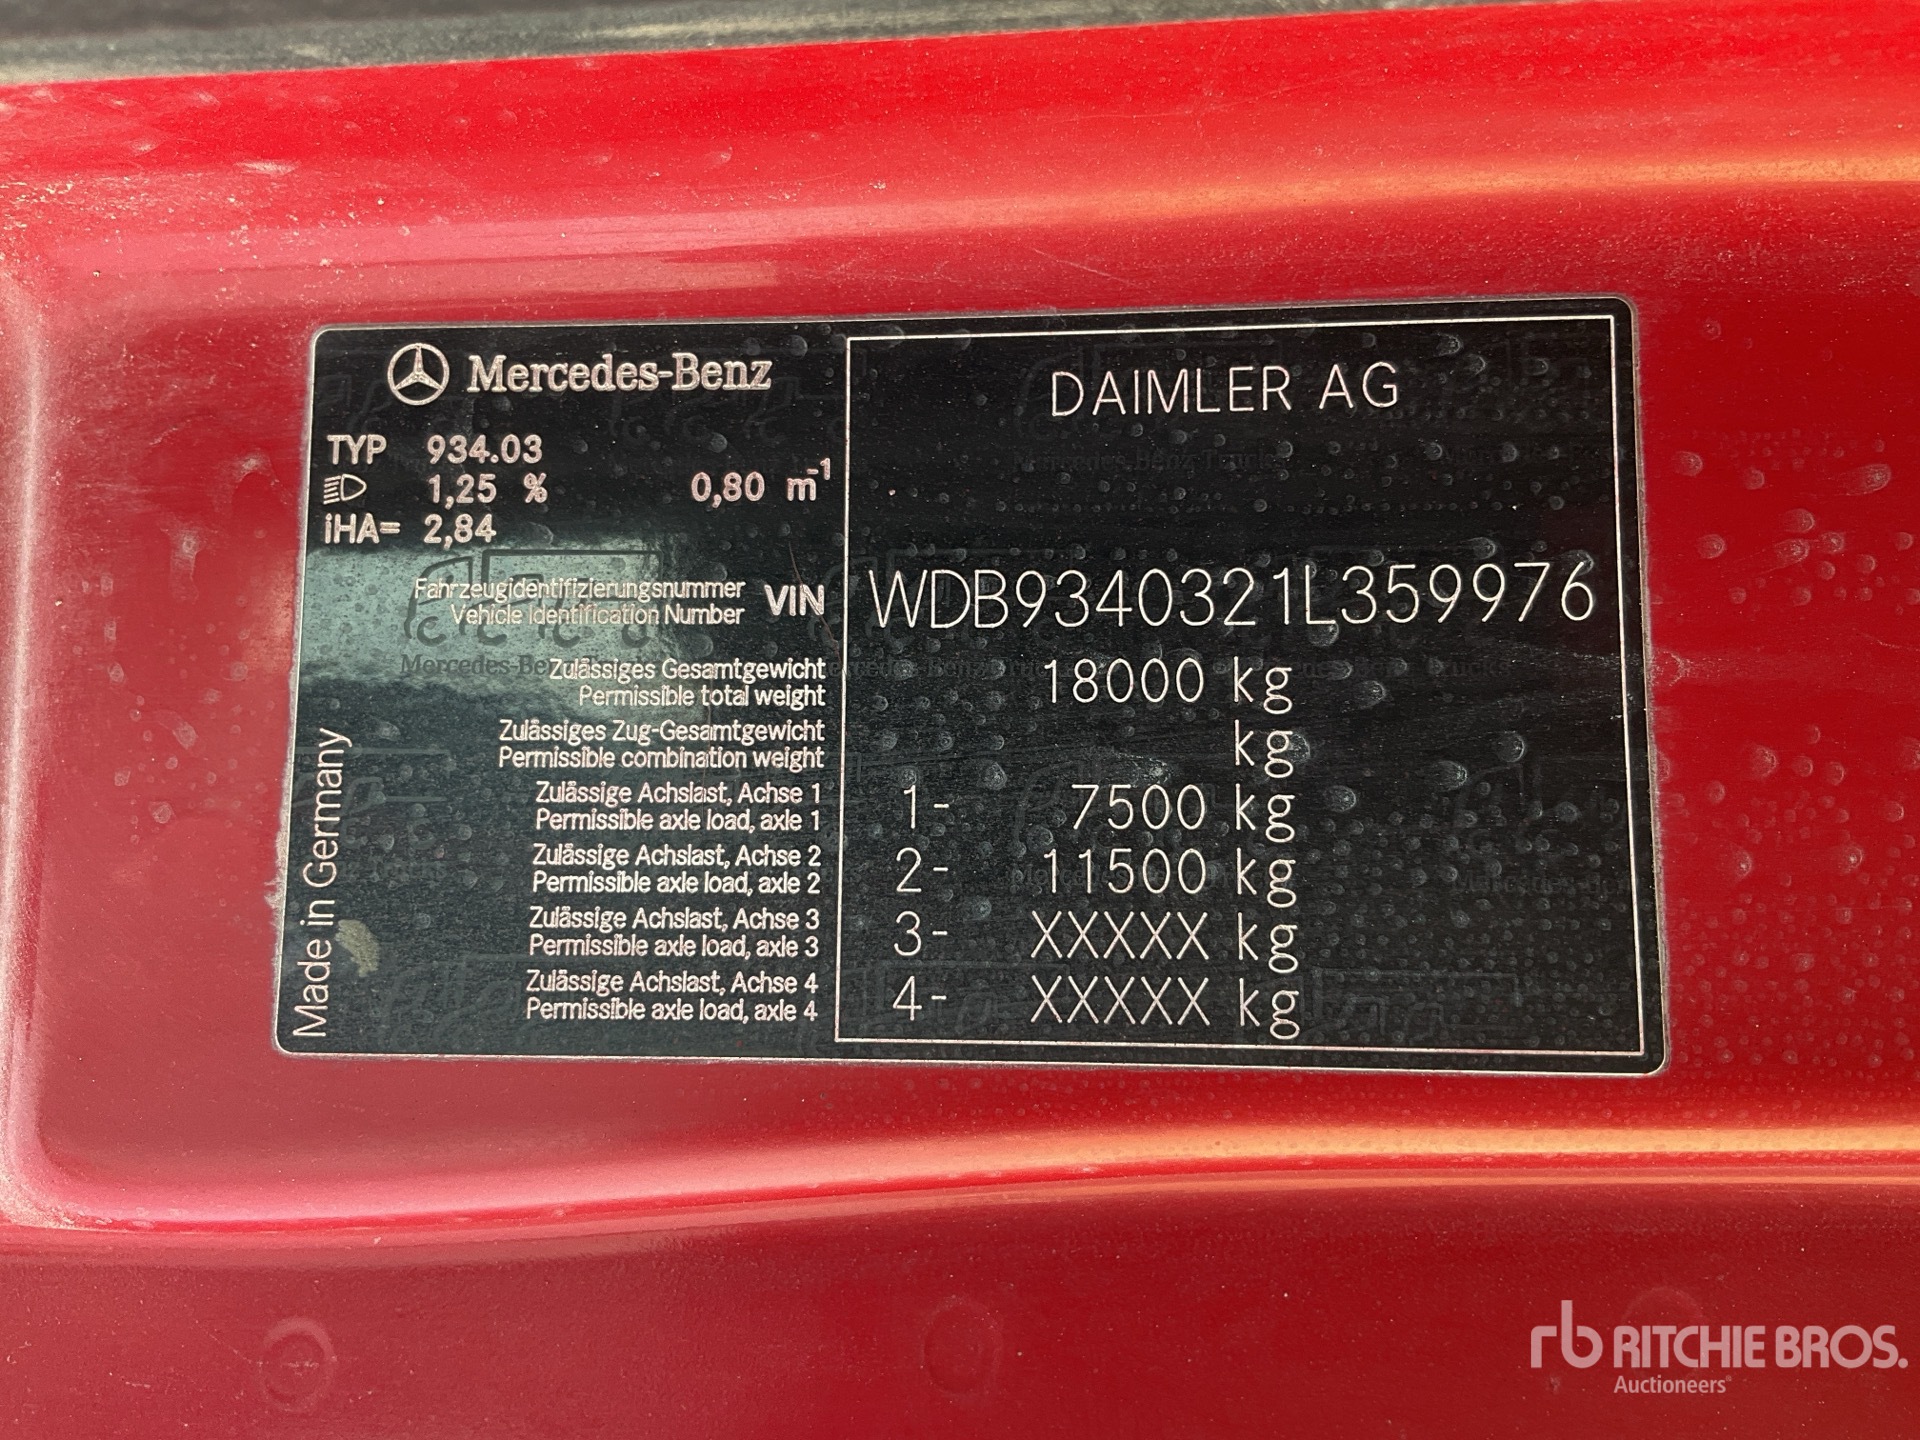 Mercedes-Benz
DAIMLER AG
TYP 934.03
1,25 % 0,80 m⁻¹
iHA= 2,84
Fahrzeugidentifizierungsnummer
Vehicle Identification Number
VIN WDB9340321L359976
Zulässiges Gesamtgewicht
Permissible total weight
18000 kg
Zulässiges Zug-Gesamtgewicht
Permissible combination weight
kg
Zulässige Achslast, Achse 1
Permissible axle load, axle 1
1- 7500 kg
Zulässige Achslast, Achse 2
Permissible axle load, axle 2
2- 11500 kg
Zulässige Achslast, Achse 3
Permissible axle load, axle 3
3- XXXXX kg
Zulässige Achslast, Achse 4
Permissible axle load, axle 4
4- XXXXX kg
Made in Germany
Mercedes-Benz Trucks
rb RITCHIE BROS.
Auctioneers